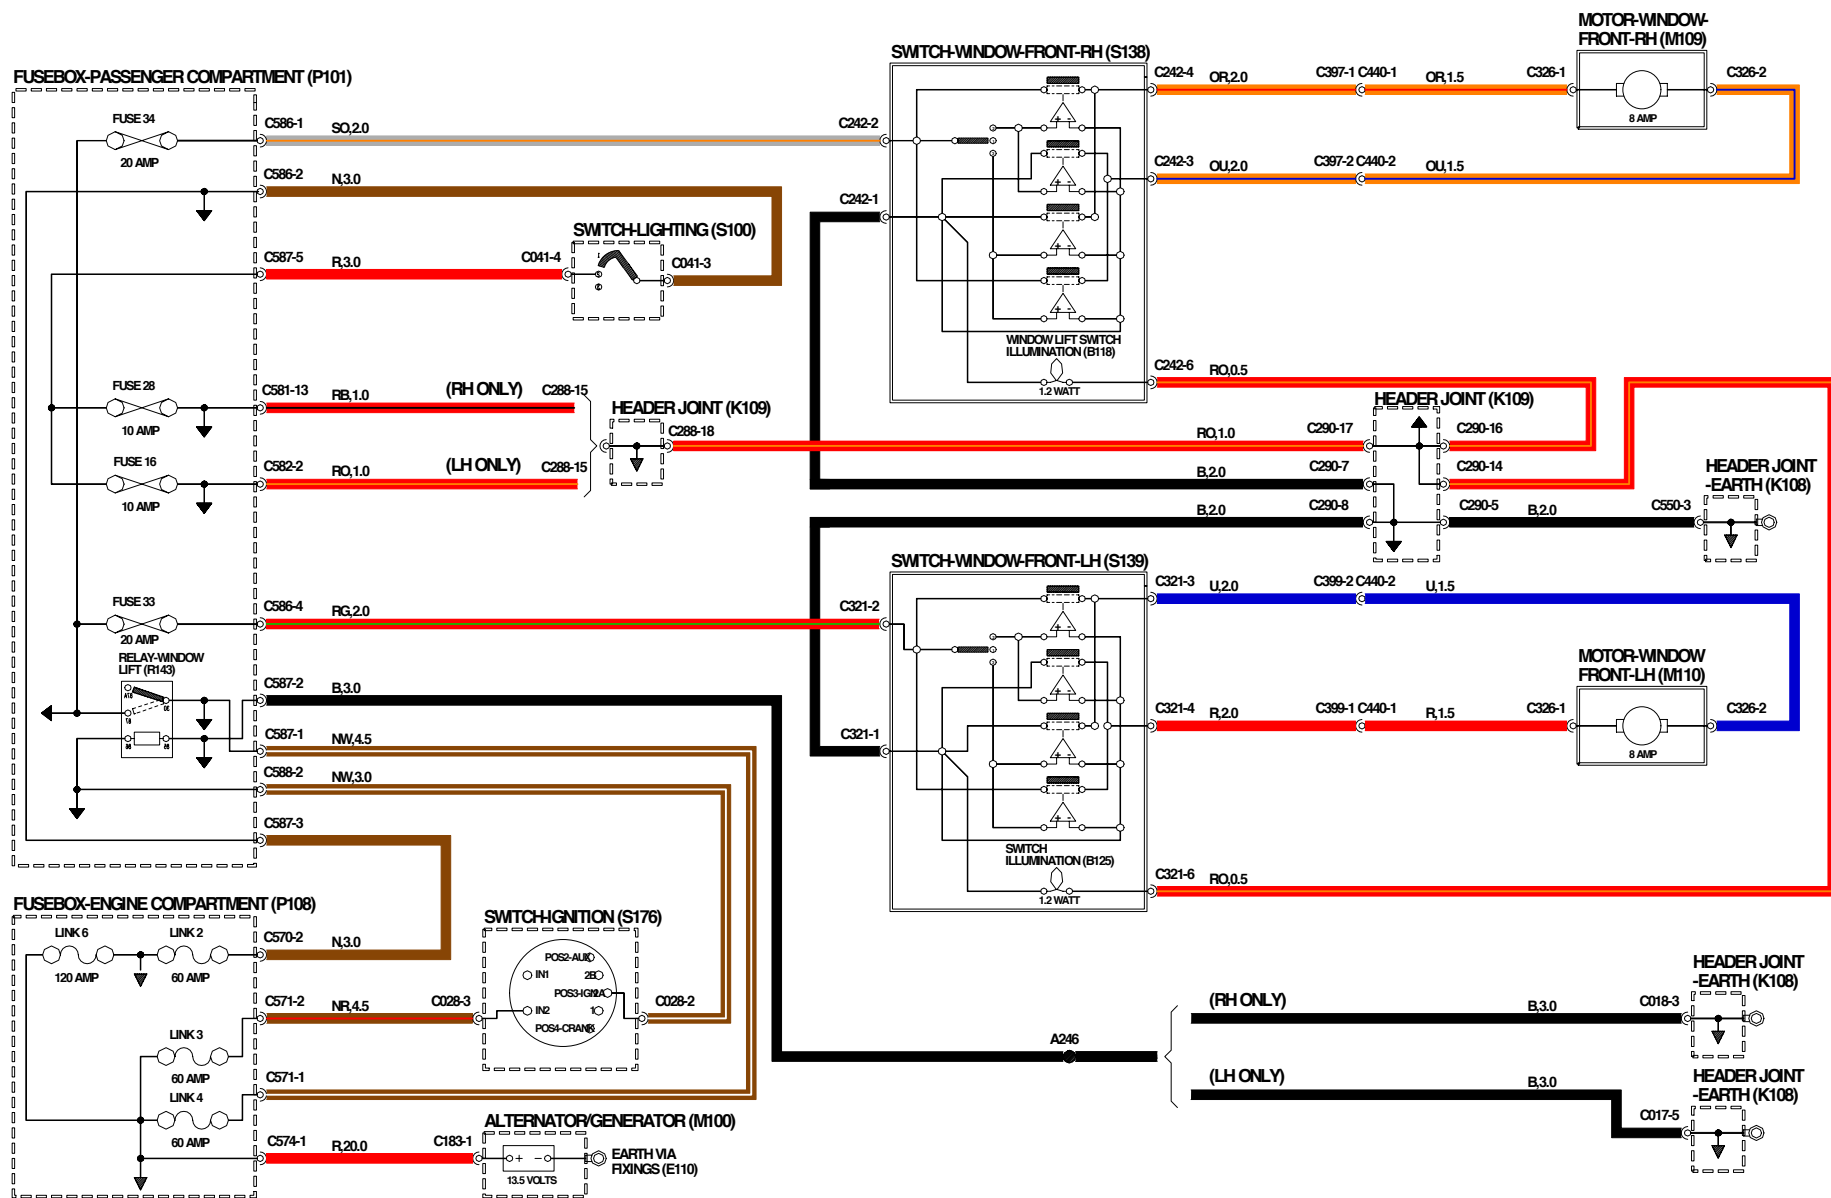 FUSEBOX-PASSENGER COMPARTMENT (P101)
FUSE 34
20 AMP
C586-1
SO,2.0
C586-2
N,3.0
SWITCH-LIGHTING (S100)
C587-5
R,3.0
C041-4
C041-3
FUSE 28
10 AMP
C581-13
RB,1.0
(RH ONLY)
C288-15
FUSE 16
10 AMP
C582-2
RO,1.0
(LH ONLY)
C288-15
HEADER JOINT (K109)
C288-18
FUSE 33
20 AMP
C586-4
RG,2.0
RELAY-WINDOW
LIFT (R143)
C587-2
B,3.0
C587-1
NW,4.5
C588-2
NW,3.0
C587-3
SWITCH-WINDOW-FRONT-RH (S138)
C242-2
C242-1
C242-4
OR,2.0
C397-1 C440-1
OR,1.5
C326-1
MOTOR-WINDOW-
FRONT-RH (M109)
8 AMP
C326-2
C242-3
OU,2.0
C397-2 C440-2
OU,1.5
WINDOW LIFT SWITCH
ILLUMINATION (B118)
1.2 WATT
C242-6
RO,0.5
HEADER JOINT (K109)
RO,1.0
C290-17
C290-16
B,2.0
C290-7
C290-14
B,2.0
C290-8
C290-5
B,2.0
C550-3
HEADER JOINT
-EARTH (K108)
SWITCH-WINDOW-FRONT-LH (S139)
C321-2
C321-1
C321-3
U,2.0
C399-2 C440-2
U,1.5
MOTOR-WINDOW
FRONT-LH (M110)
C321-4
R,2.0
C399-1 C440-1
R,1.5
C326-1
8 AMP
C326-2
SWITCH
ILLUMINATION (B125)
1.2 WATT
C321-6
RO,0.5
FUSEBOX-ENGINE COMPARTMENT (P108)
LINK 6
120 AMP
LINK 2
60 AMP
C570-2
N,3.0
C571-2
NR,4.5
C028-3
LINK 3
60 AMP
C571-1
LINK 4
60 AMP
C574-1
R,20.0
C183-1
SWITCH-IGNITION (S176)
POS2-AUX
IN1
2B
POS3-IGN
2A
IN2
1
POS4-CRANK
C028-2
ALTERNATOR/GENERATOR (M100)
+ -
13.5 VOLTS
EARTH VIA
FIXINGS (E110)
A246
(RH ONLY)
B,3.0
C018-3
HEADER JOINT
-EARTH (K108)
(LH ONLY)
B,3.0
C017-5
HEADER JOINT
-EARTH (K108)